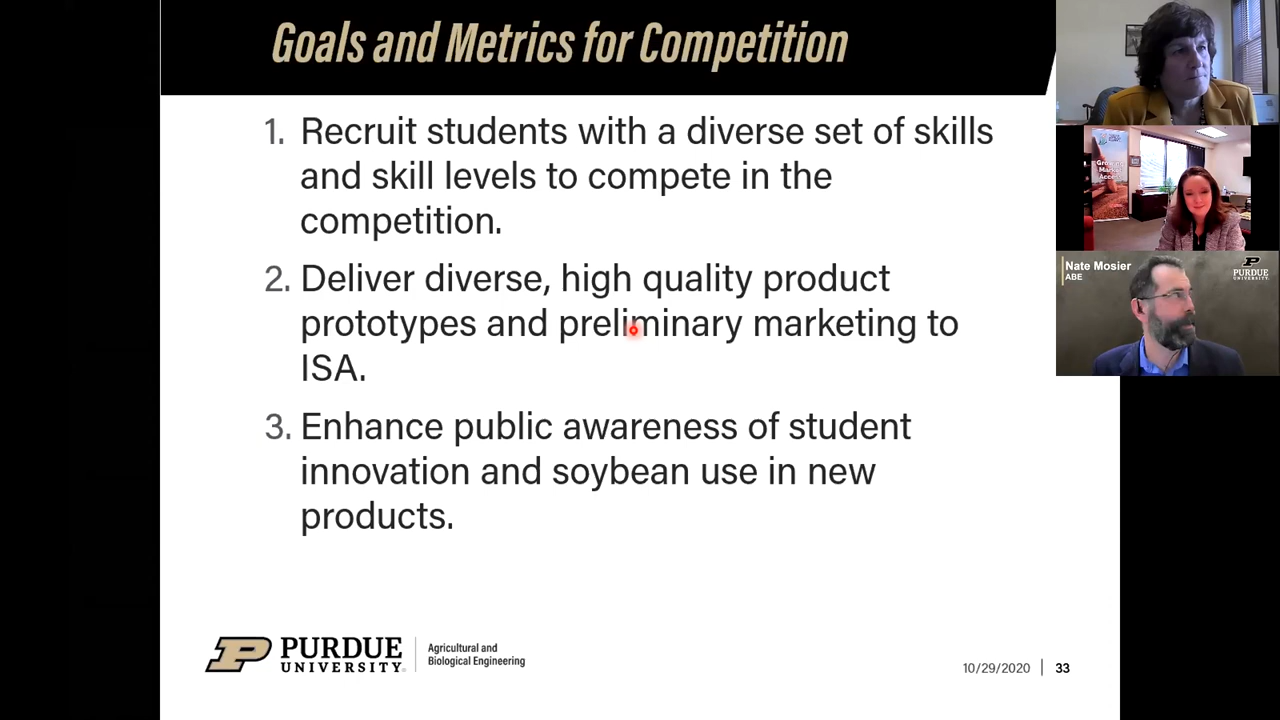 Goals and Metrics for Competition
1. Recruit students with a diverse set of skills
and skill levels to compete in the
competition.
2. Deliver diverse, high quality product
prototypes and preliminary marketing to
ISA.
3. Enhance public awareness of student
innovation and soybean use in new
products.
PURDUE
UNIVERSITY
Agricultural and
Biological Engineering
10/29/2020 33
Nate Mosier
ABE
PURDUE
UNIVERSITY